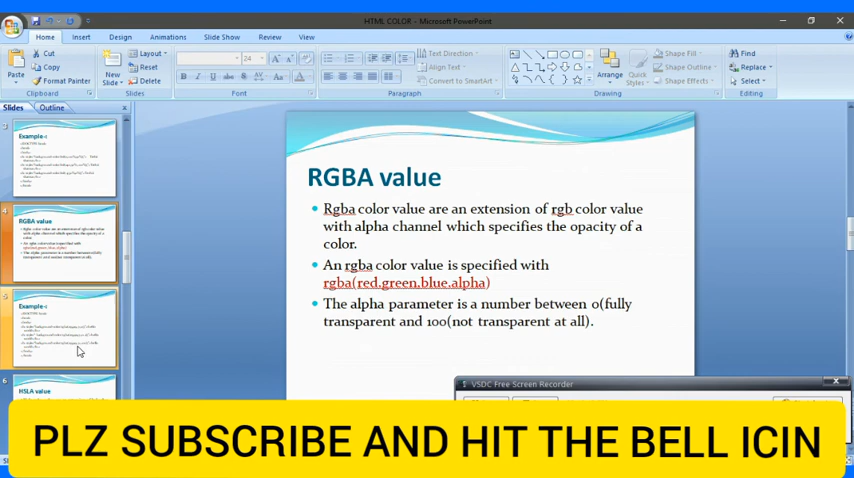 HTML COLOR - Microsoft PowerPoint
Home Insert Design Animations Slide Show Review View
Paste
Cut
Copy
Format Painter
Clipboard
New
Slide
Layout
Reset
Delete
Slides
24
Font
Text Direction
Align Text
Convert to SmartArt
Paragraph
Arrange
Quick
Styles
Shape Fill
Shape Outline
Shape Effects
Drawing
Find
Replace
Select
Editing
Slides Outline
3
Example-
4
RGBA value
5
Example-
6
HSLA value
RGBA value
Rgba color value are an extension of rgb color value
with alpha channel which specifies the opacity of a
color.
An rgba color value is specified with
rgba(red.green.blue.alpha)
The alpha parameter is a number between 0(fully
transparent and 100(not transparent at all).
VSDC Free Screen Recorder
PLZ SUBSCRIBE AND HIT THE BELL ICIN